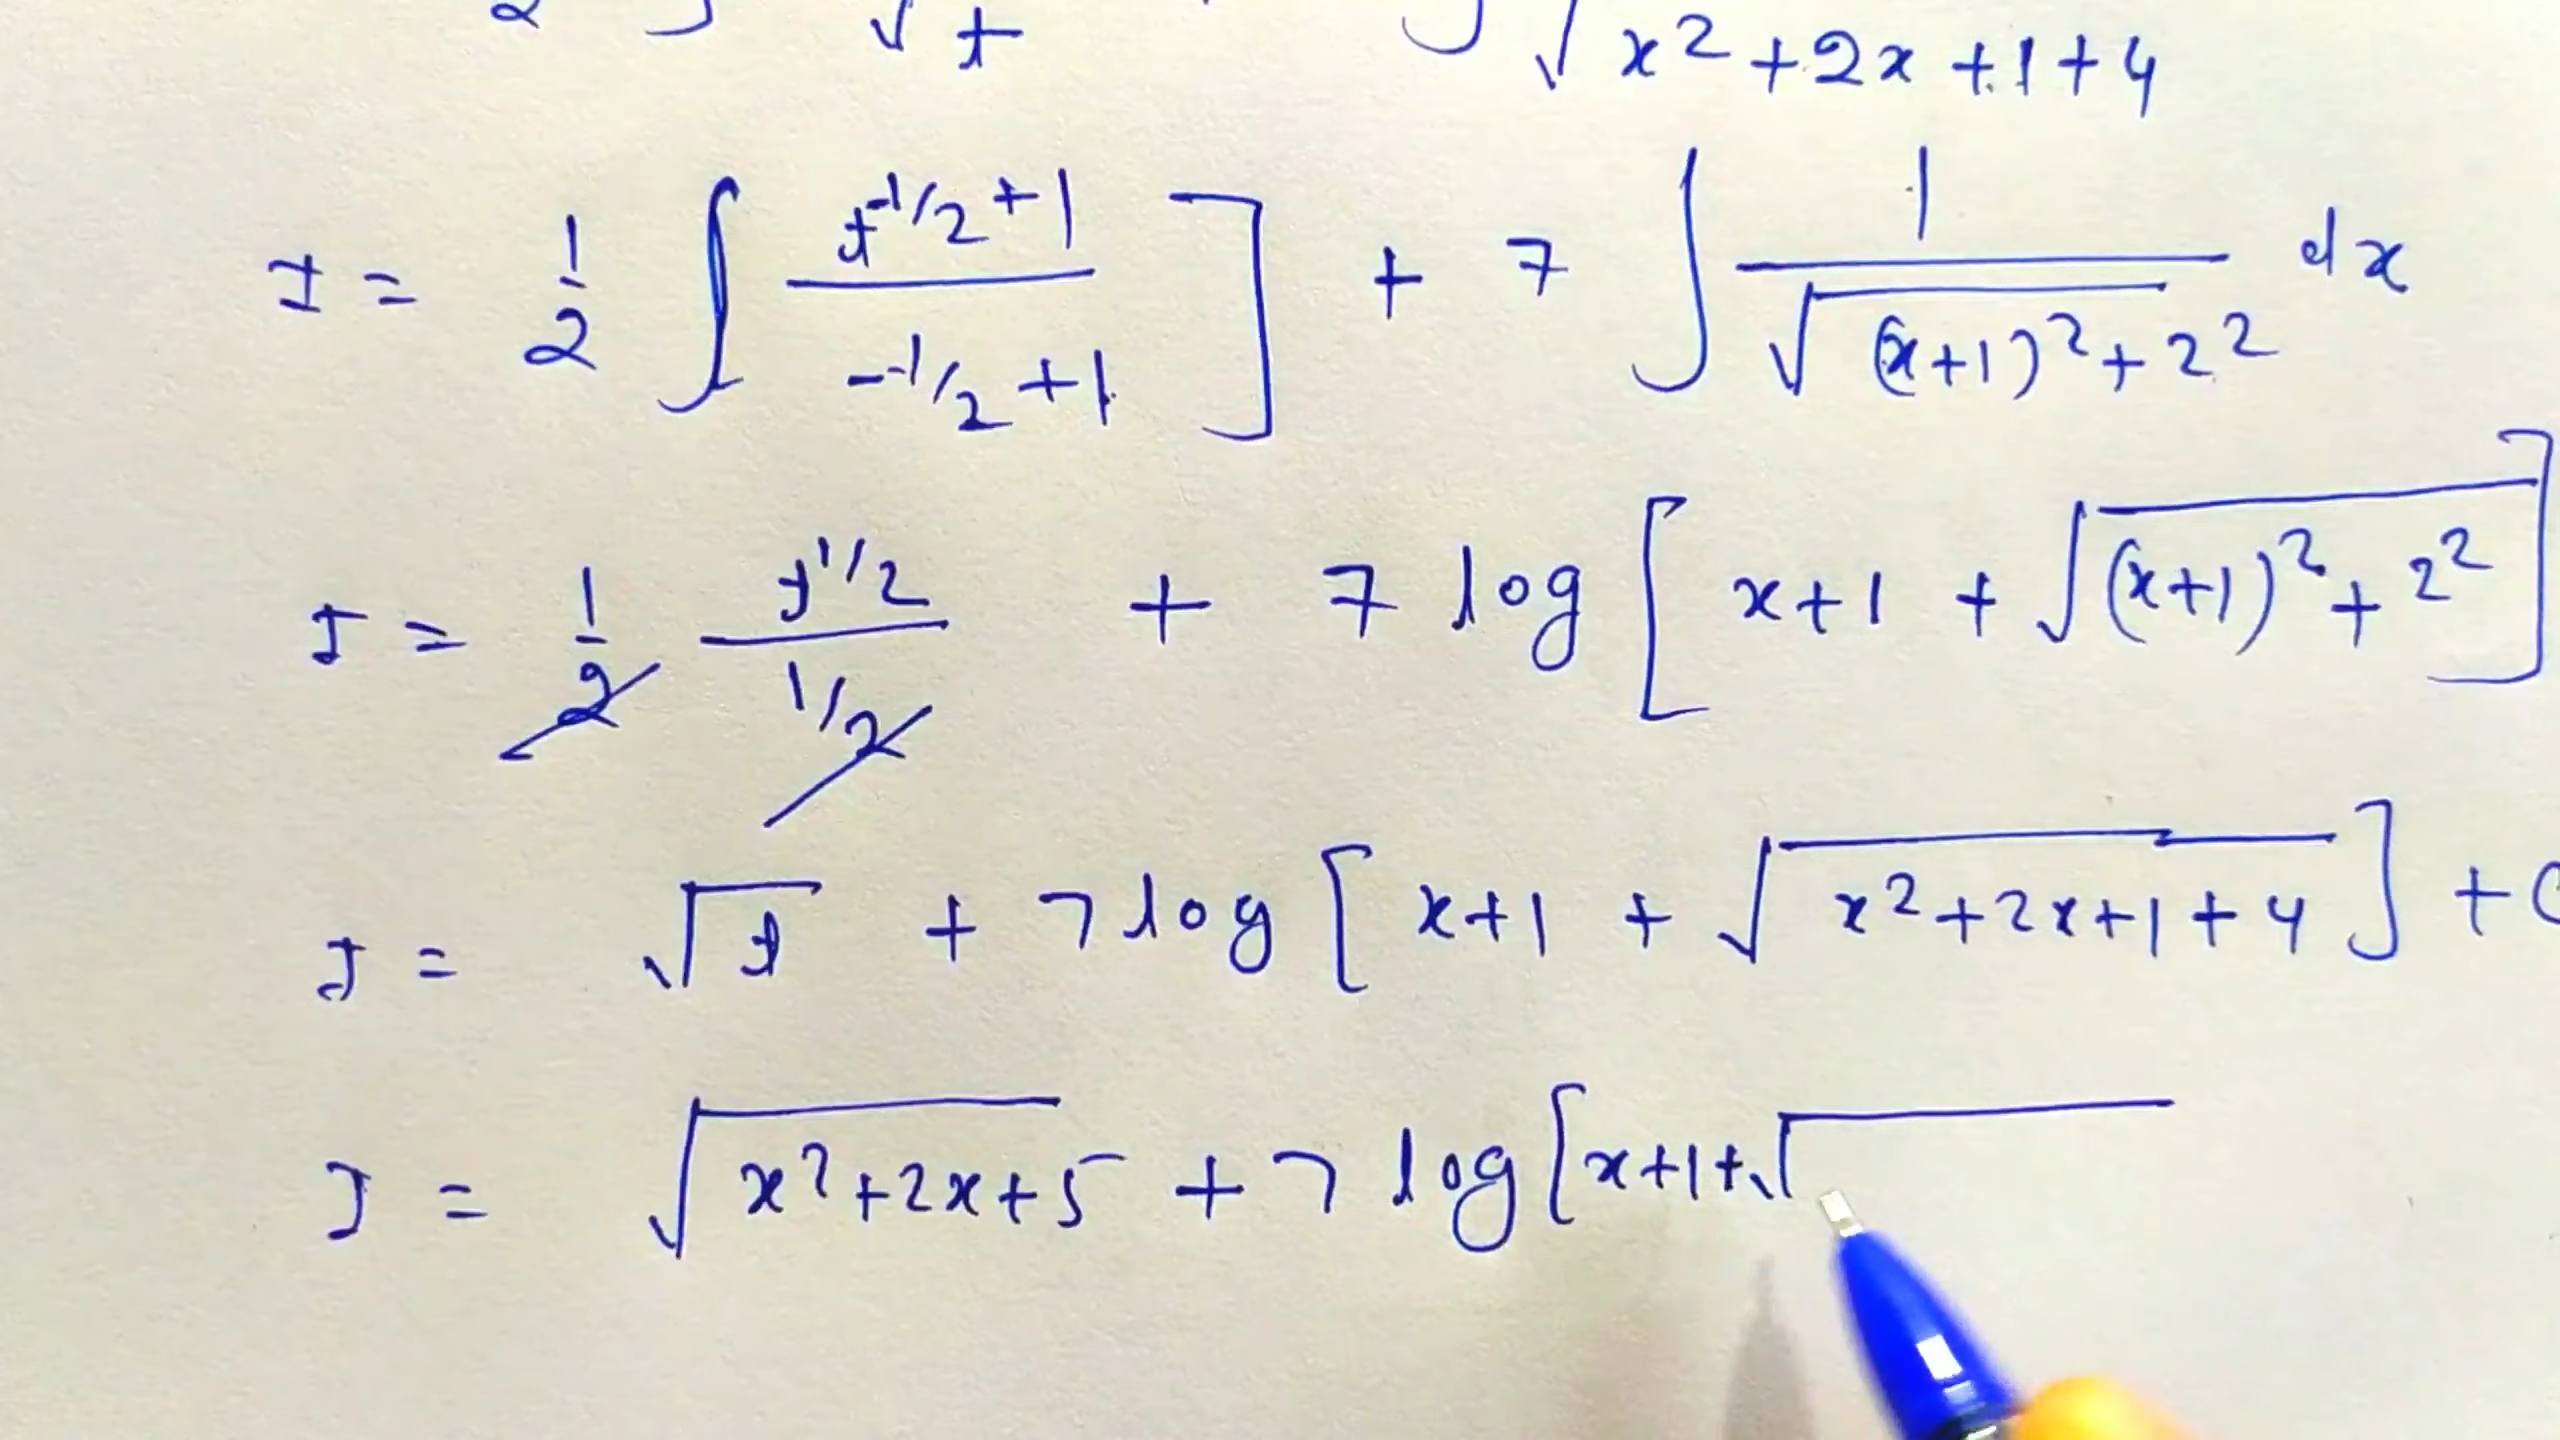 2 ∫ √t ∫ √x²+2x+1+4
I = 1/2 ∫ t^(-1/2+1) / (-1/2+1) ] + 7 ∫ 1/√((x+1)²+2²) dx
I = 1/2 t^(1/2) / (1/2) + 7 log [ x+1 + √((x+1)²+2²) ]
I = √t + 7 log [ x+1 + √(x²+2x+1+4) ] + C
I = √(x²+2x+5) + 7 log [ x+1+√